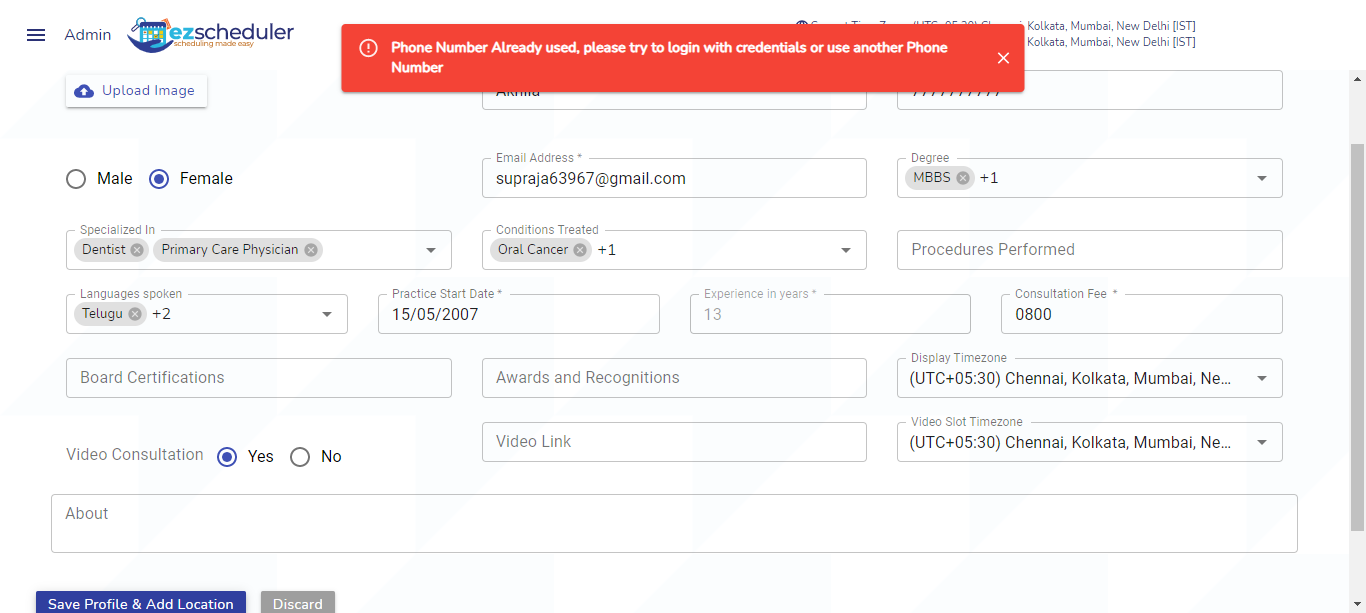 Admin
ezscheduler
scheduling made easy
Kolkata, Mumbai, New Delhi [IST]
Kolkata, Mumbai, New Delhi [IST]
Phone Number Already used, please try to login with credentials or use another Phone
Number
Upload Image
Male
Female
Email Address *
supraja63967@gmail.com
Degree
MBBS +1
Specialized In
Dentist Primary Care Physician
Conditions Treated
Oral Cancer +1
Procedures Performed
Languages spoken
Telugu +2
Practice Start Date *
15/05/2007
Experience in years *
13
Consultation Fee *
0800
Board Certifications
Awards and Recognitions
Display Timezone
(UTC+05:30) Chennai, Kolkata, Mumbai, Ne...
Video Consultation
Yes
No
Video Link
Video Slot Timezone
(UTC+05:30) Chennai, Kolkata, Mumbai, Ne...
About
Save Profile & Add Location
Discard